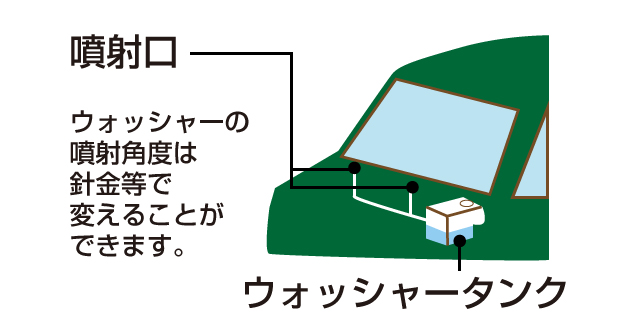 噴射口
ウォッシャーの
噴射角度は
針金等で
変えることが
できます。
ウォッシャータンク